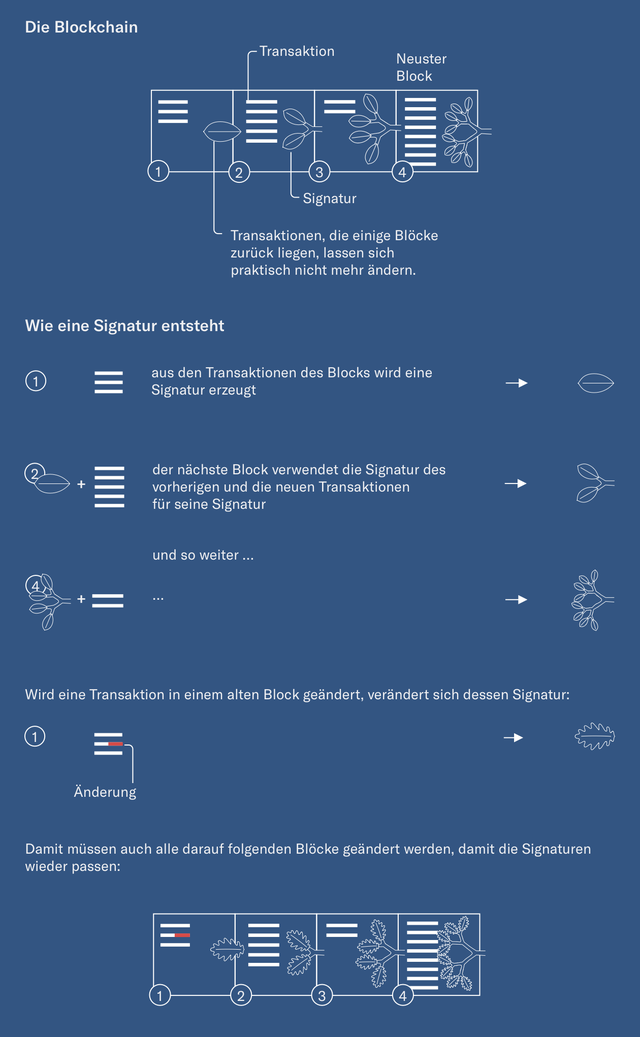 Die Blockchain
Transaktion
Neuster
Block
1
2
3
4
Signatur
Transaktionen, die einige Blöcke
zurück liegen, lassen sich
praktisch nicht mehr ändern.
Wie eine Signatur entsteht
1
aus den Transaktionen des Blocks wird eine
Signatur erzeugt
2
+
der nächste Block verwendet die Signatur des
vorherigen und die neuen Transaktionen
für seine Signatur
und so weiter ...
4
+
...
Wird eine Transaktion in einem alten Block geändert, verändert sich dessen Signatur:
1
Änderung
Damit müssen auch alle darauf folgenden Blöcke geändert werden, damit die Signaturen
wieder passen:
1
2
3
4